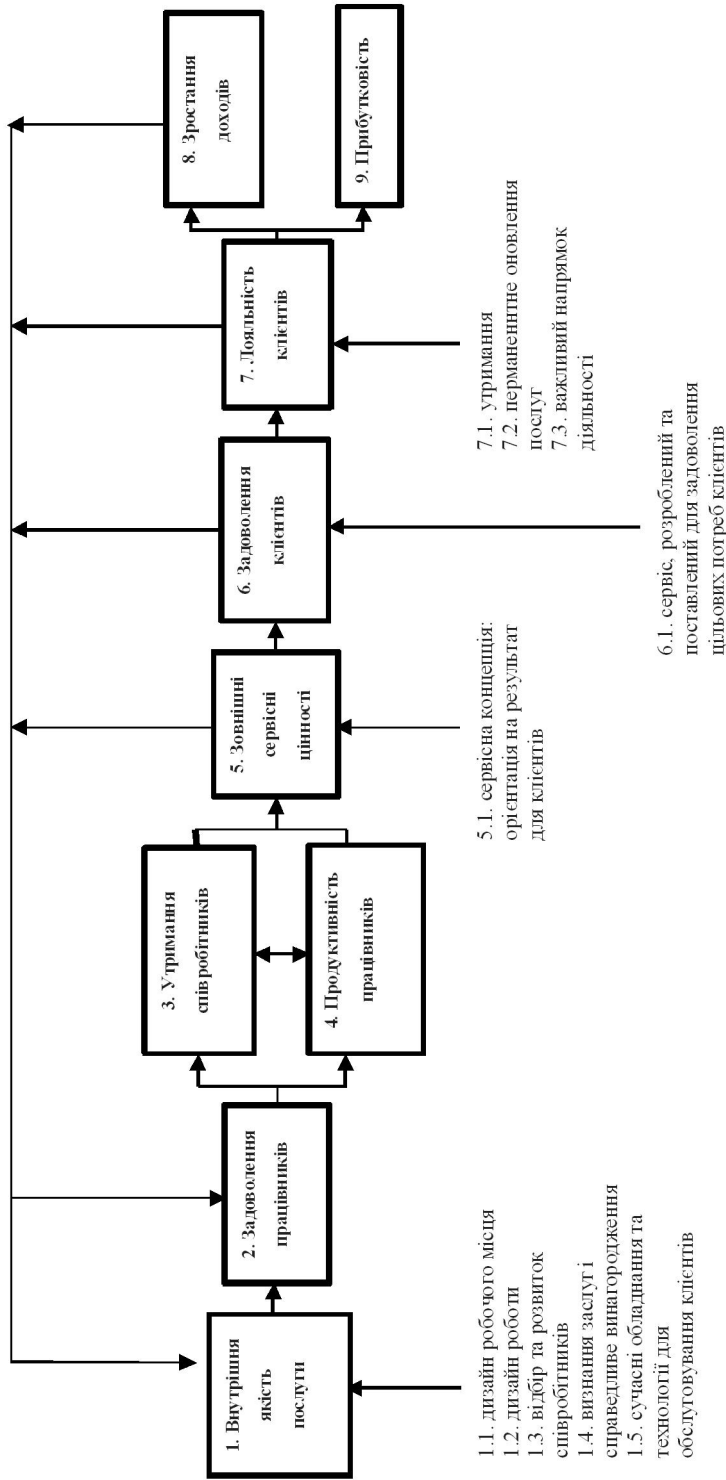 1. Внутрішня
якість
послуги
2. Задоволення
працівників
3. Утримання
співробітників
4. Продуктивність
працівників
5. Зовнішні
сервісні
цінності
6. Задоволення
клієнтів
7. Лояльність
клієнтів
8. Зростання
доходів
9. Прибутковість
1.1. дизайн робочого місця
1.2. дизайн роботи
1.3. відбір та розвиток
співробітників
1.4. визнання заслуг і
справедливе винагородження
1.5. сучасні обладнання та
технології для
обслуговування клієнтів
5.1. сервісна концепція:
орієнтація на результат
для клієнтів
6.1. сервіс, розроблений та
поставлений для задоволення
цільових потреб клієнтів
7.1. утримання
7.2. перманентне оновлення
послуг
7.3. важливий напрямок
діяльності